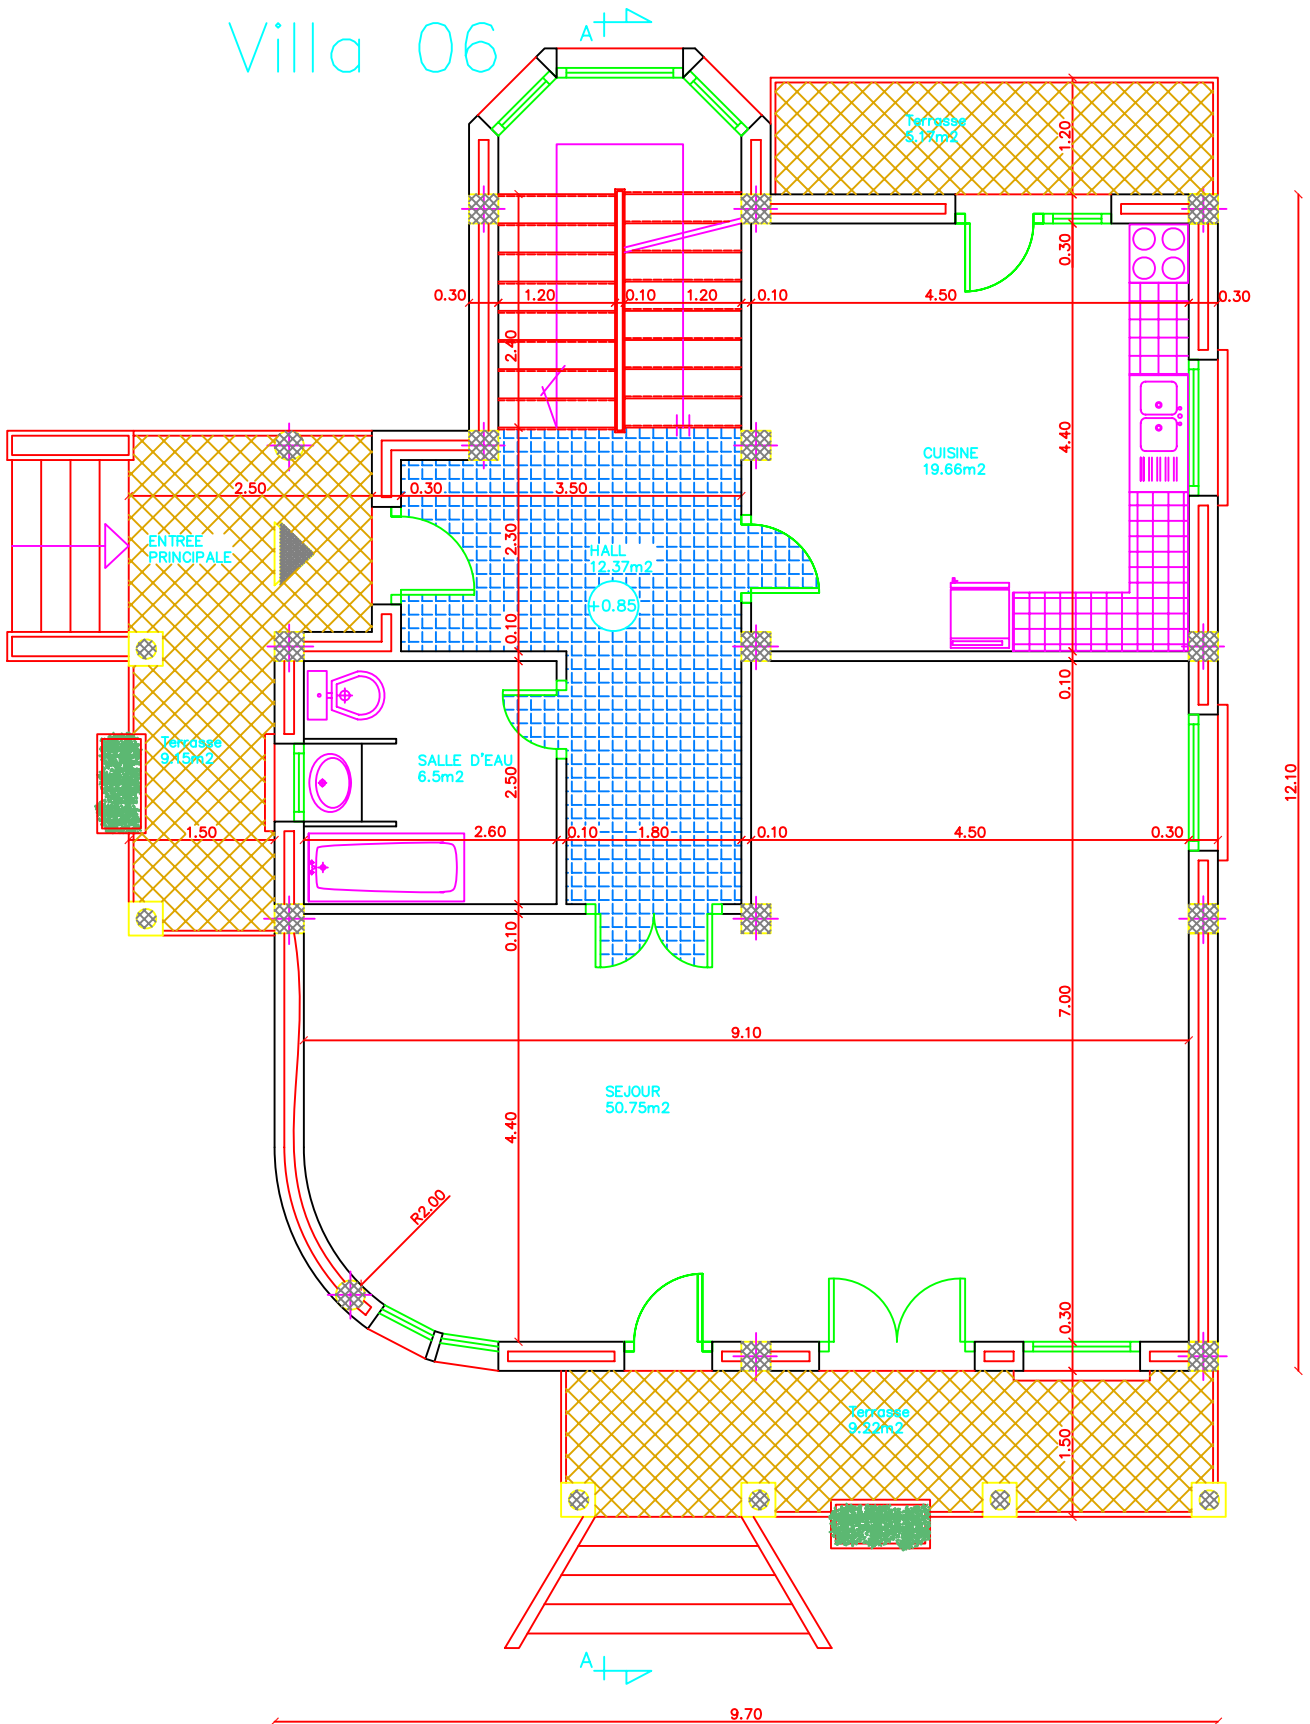 Villa 06
A
Terrasse
5.17m2
1.20
0.30
0.30
1.20
0.10
1.20
0.10
4.50
0.30
2.40
4.40
CUISINE
19.66m2
2.50
0.30
3.50
ENTREE
PRINCIPALE
2.30
HALL
12.37m2
+0.85
0.10
0.10
Terrasse
9.15m2
SALLE D'EAU
6.5m2
2.50
12.10
1.50
2.60
0.10
1.80
0.10
4.50
0.30
0.10
7.00
9.10
SEJOUR
50.75m2
4.40
R2.00
0.30
Terrasse
9.22m2
1.50
A
9.70